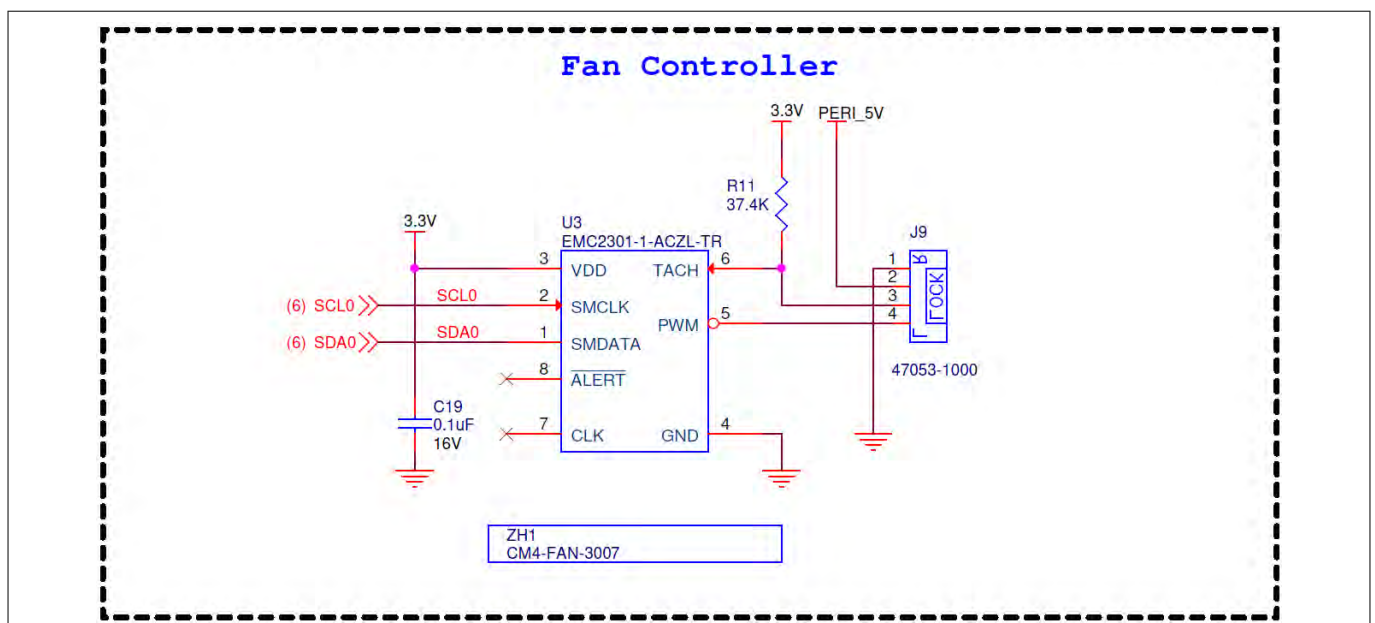 Fan Controller
3.3V
PERI_5V
R11
37.4K
3.3V
U3
EMC2301-1-ACZL-TR
J9
3
VDD
TACH
6
1
2
3
4
R
LOCK
L
(6) SCL0
SCL0
2
SMCLK
PWM
5
(6) SDA0
SDA0
1
SMDATA
47053-1000
8
ALERT
C19
0.1uF
16V
7
CLK
GND
4
ZH1
CM4-FAN-3007